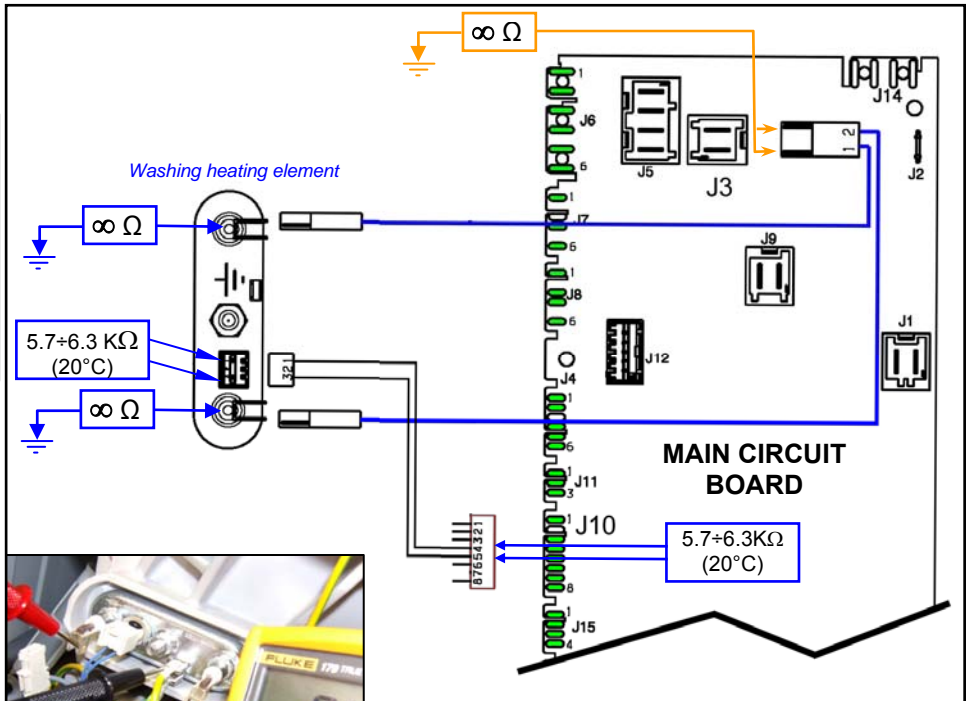 ∞ Ω
Washing heating element
∞ Ω
5.7÷6.3 KΩ
(20°C)
∞ Ω
321
87654321
1
J6
6
1
J7
6
1
J8
6
J4
1
6
1
J11
3
1
J10
8
1
J15
4
J5
J3
1 2
J14
J2
J9
J12
J1
MAIN CIRCUIT
BOARD
5.7÷6.3KΩ
(20°C)
FLUKE 179 TRUE